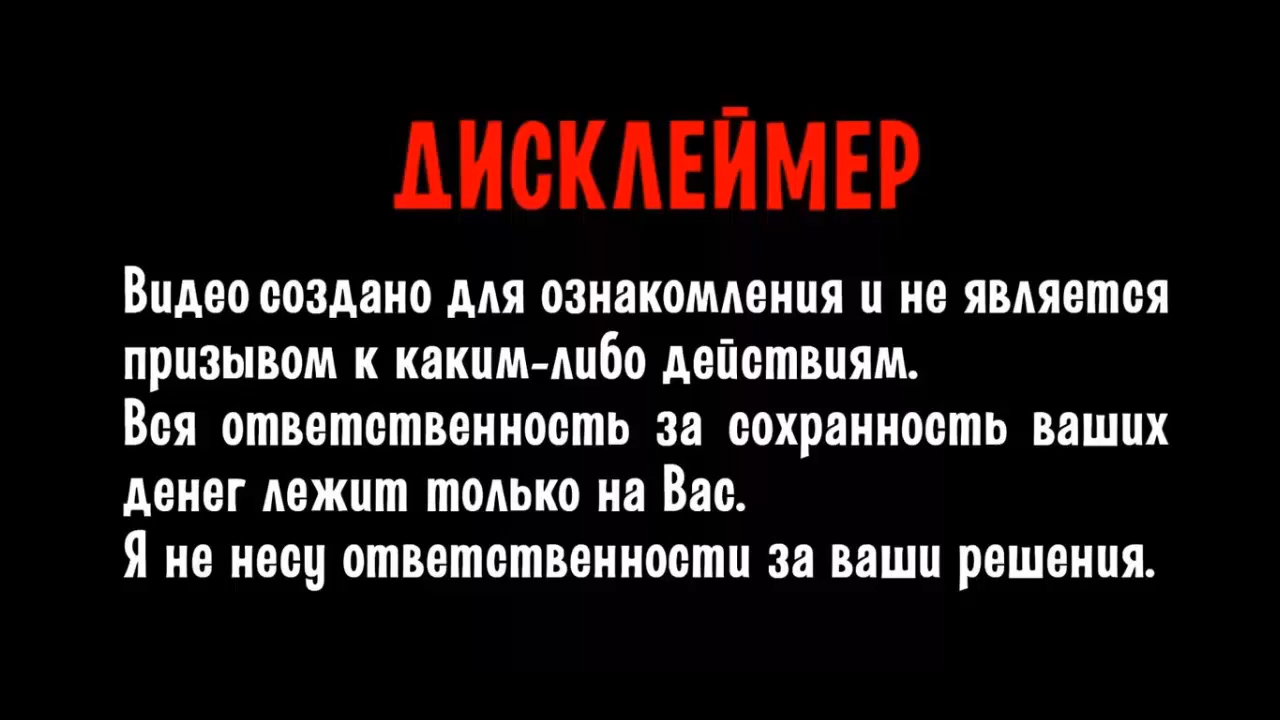 ДИСКЛЕЙМЕР
Видео создано для ознакомления и не является
призывом к каким-либо действиям.
Вся ответственность за сохранность ваших
денег лежит только на Вас.
Я не несу ответственности за ваши решения.